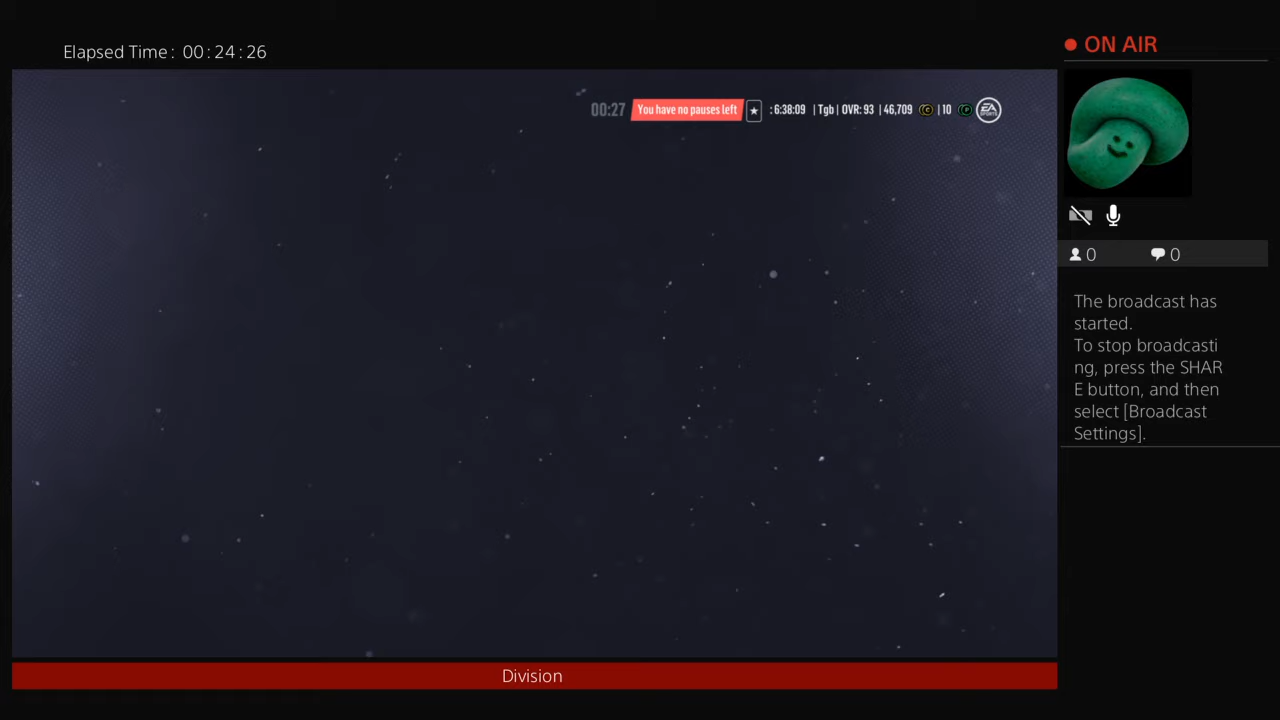 Elapsed Time: 00:24:26
ON AIR
00:27 You have no pauses left : 6:38:09 | Tgb | OVR: 93 | 46,709 | 10 EA SPORTS
0 0
The broadcast has
started.
To stop broadcasti
ng, press the SHAR
E button, and then
select [Broadcast
Settings].
Division